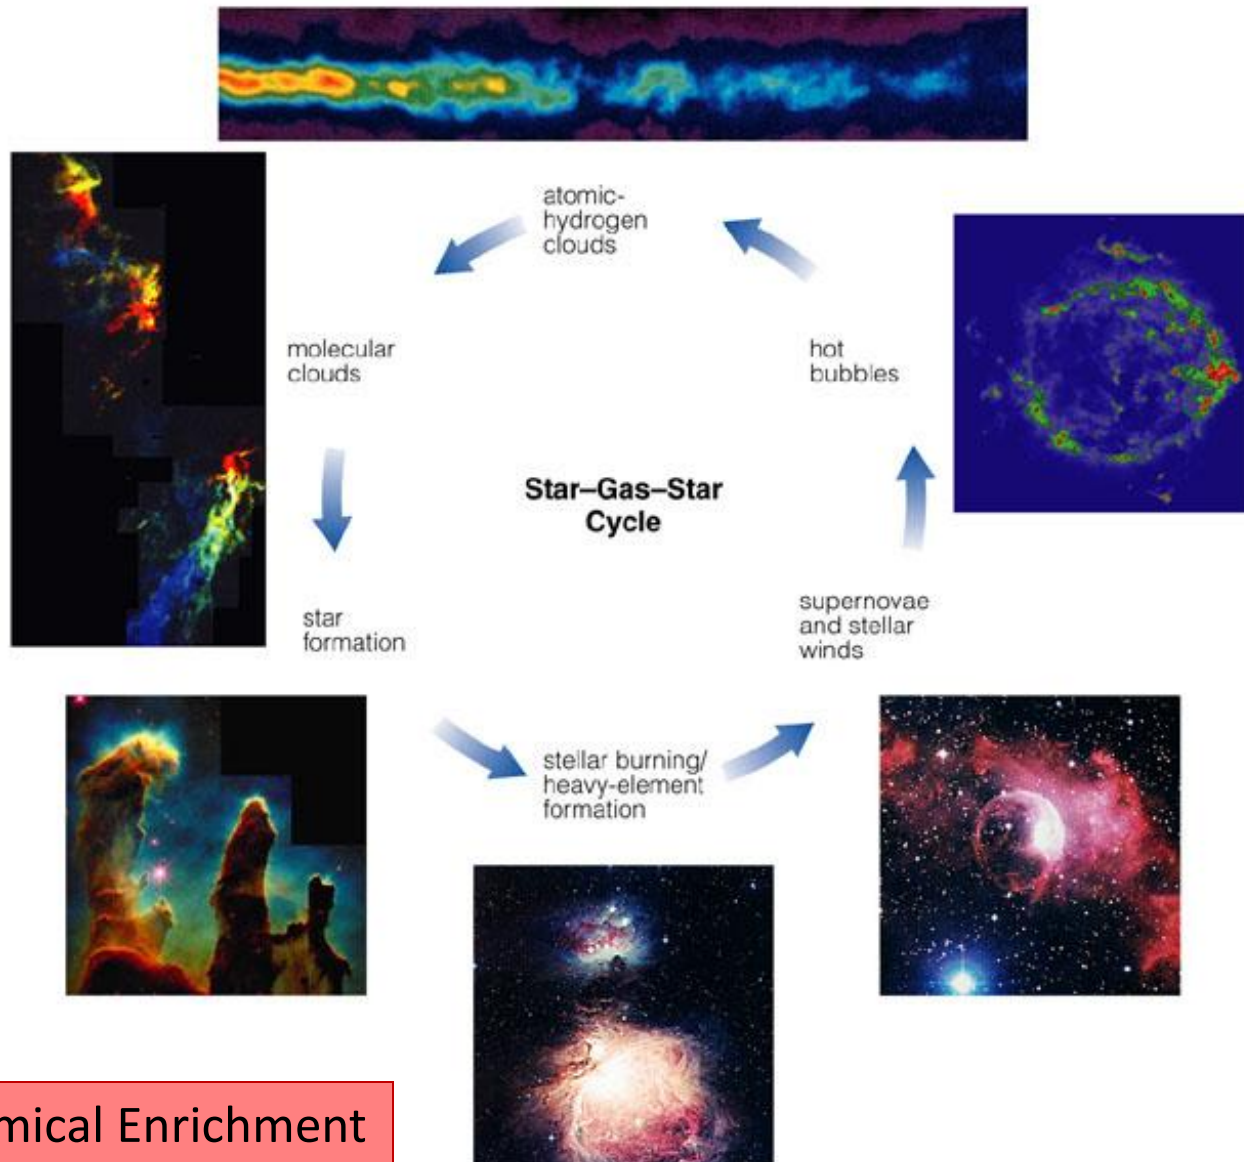 atomic-
hydrogen
clouds
molecular
clouds
hot
bubbles
Star–Gas–Star
Cycle
star
formation
supernovae
and stellar
winds
stellar burning/
heavy-element
formation
mical Enrichment